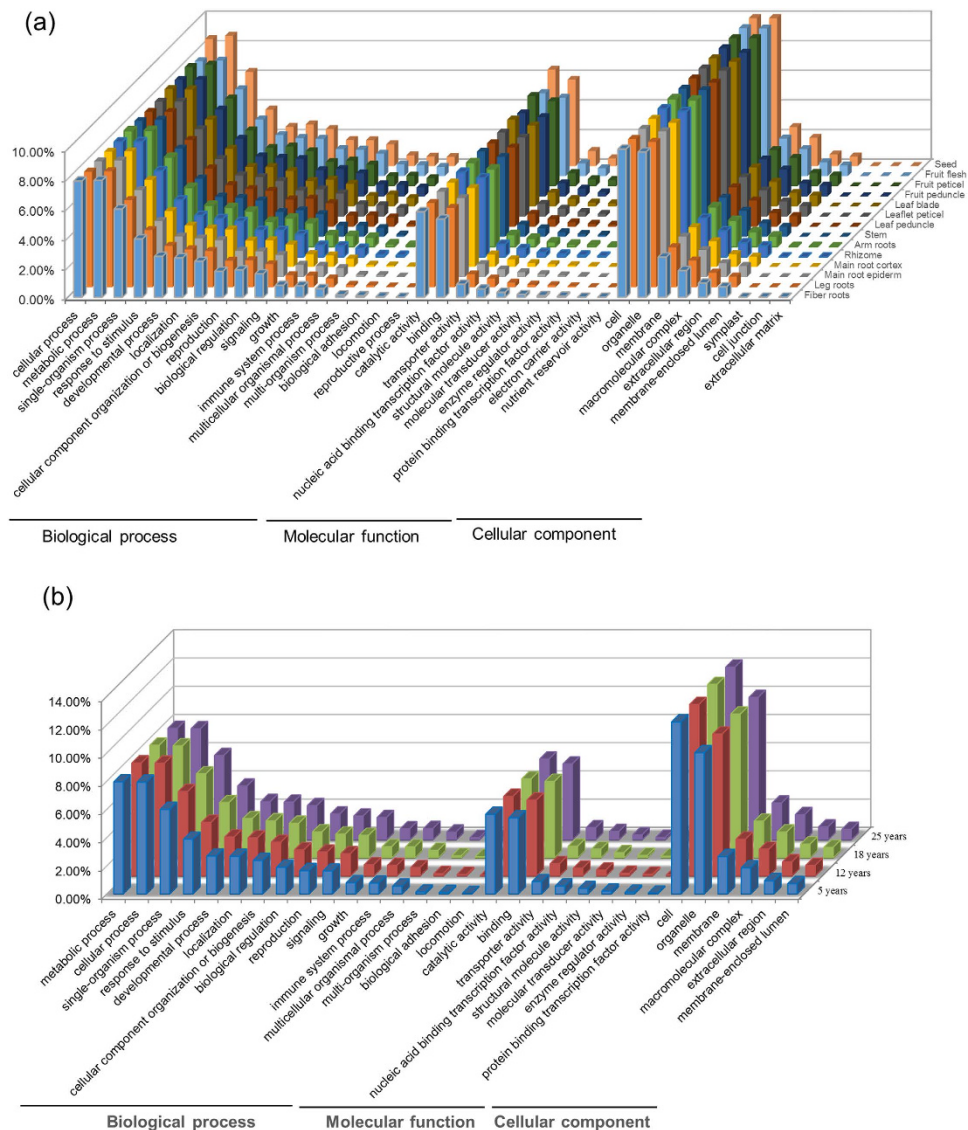 (a)
10.00%
8.00%
6.00%
4.00%
2.00%
0.00%
Seed
Fruit flesh
Fruit peticel
Fruit peduncle
Leaf blade
Leaflet peticel
Leaf peduncle
Stem
Arm roots
Rhizome
Main root cortex
Main root epiderm
Leg roots
Fiber roots
cellular process
metabolic process
single-organism process
response to stimulus
developmental process
localization
cellular component organization or biogenesis
reproduction
biological regulation
signaling
growth
immune system process
multicellular organismal process
multi-organism process
biological adhesion
locomotion
reproductive process
catalytic activity
binding
transporter activity
nucleic acid binding transcription factor activity
structural molecule activity
molecular transducer activity
enzyme regulator activity
protein binding transcription factor activity
electron carrier activity
nutrient reservoir activity
cell
organelle
membrane
macromolecular complex
extracellular region
membrane-enclosed lumen
symplast
cell junction
extracellular matrix
Biological process
Molecular function
Cellular component
(b)
14.00%
12.00%
10.00%
8.00%
6.00%
4.00%
2.00%
0.00%
25 years
18 years
12 years
5 years
metabolic process
cellular process
single-organism process
response to stimulus
developmental process
localization
cellular component organization or biogenesis
biological regulation
reproduction
signaling
growth
immune system process
multicellular organismal process
multi-organism process
biological adhesion
locomotion
catalytic activity
binding
transporter activity
nucleic acid binding transcription factor activity
structural molecule activity
molecular transducer activity
enzyme regulator activity
protein binding transcription factor activity
cell
organelle
membrane
macromolecular complex
extracellular region
membrane-enclosed lumen
Biological process
Molecular function
Cellular component